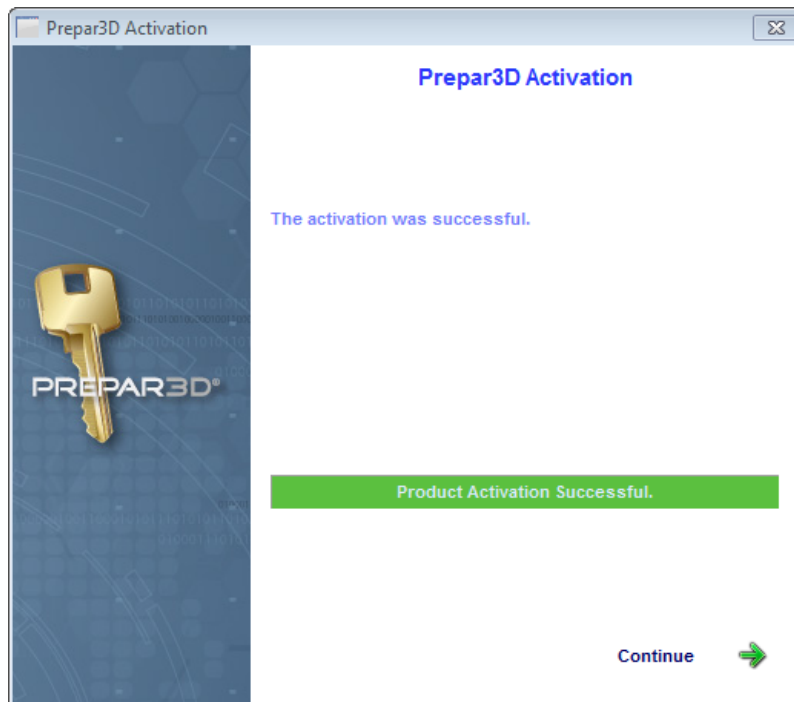 Prepar3D Activation
Prepar3D Activation
The activation was successful.
PREPAR3D®
Product Activation Successful.
Continue